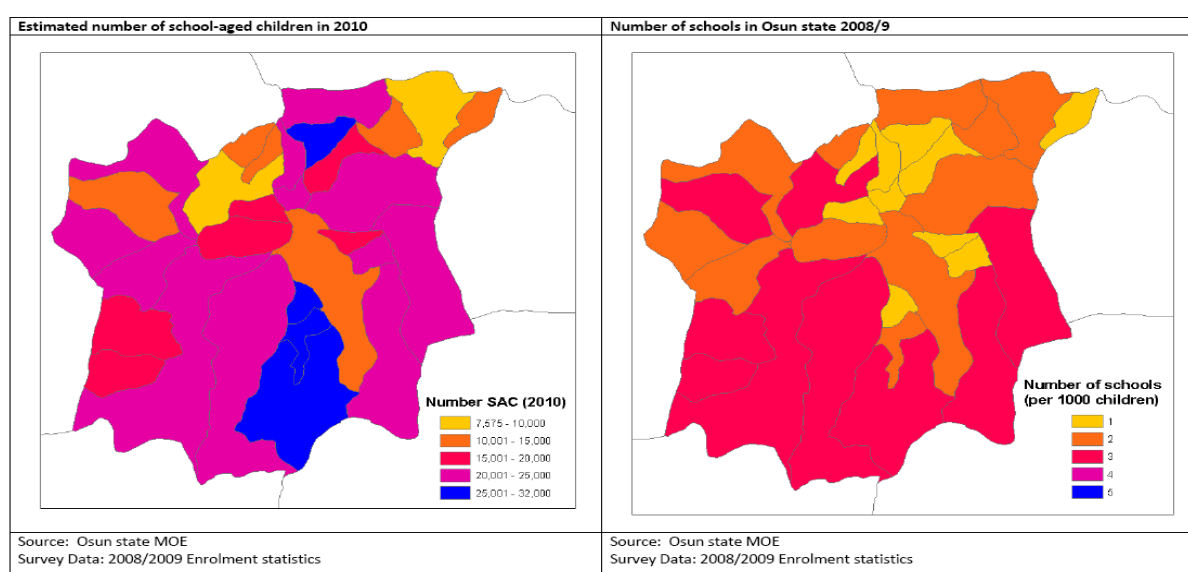 Estimated number of school-aged children in 2010
Number SAC (2010)
7,575 - 10,000
10,001 - 15,000
15,001 - 20,000
20,001 - 25,000
25,001 - 32,000
Source: Osun state MOE
Survey Data: 2008/2009 Enrolment statistics
Number of schools in Osun state 2008/9
Number of schools
(per 1000 children)
1
2
3
4
5
Source: Osun state MOE
Survey Data: 2008/2009 Enrolment statistics